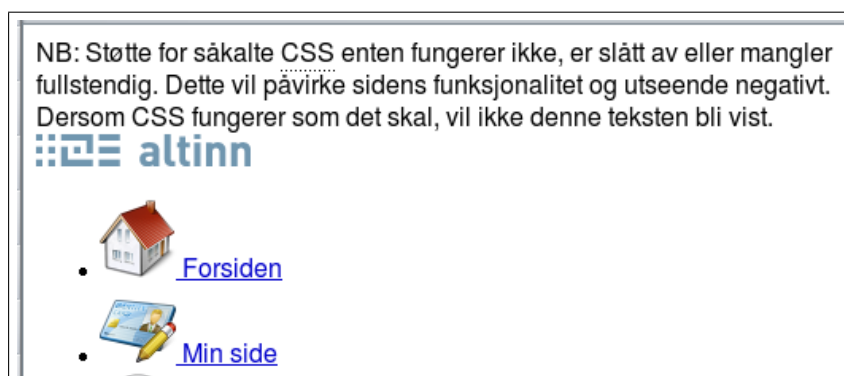 NB: Støtte for såkalte CSS enten fungerer ikke, er slått av eller mangler
fullstendig. Dette vil påvirke sidens funksjonalitet og utseende negativt.
Dersom CSS fungerer som det skal, vil ikke denne teksten bli vist.
altinn
Forsiden
Min side